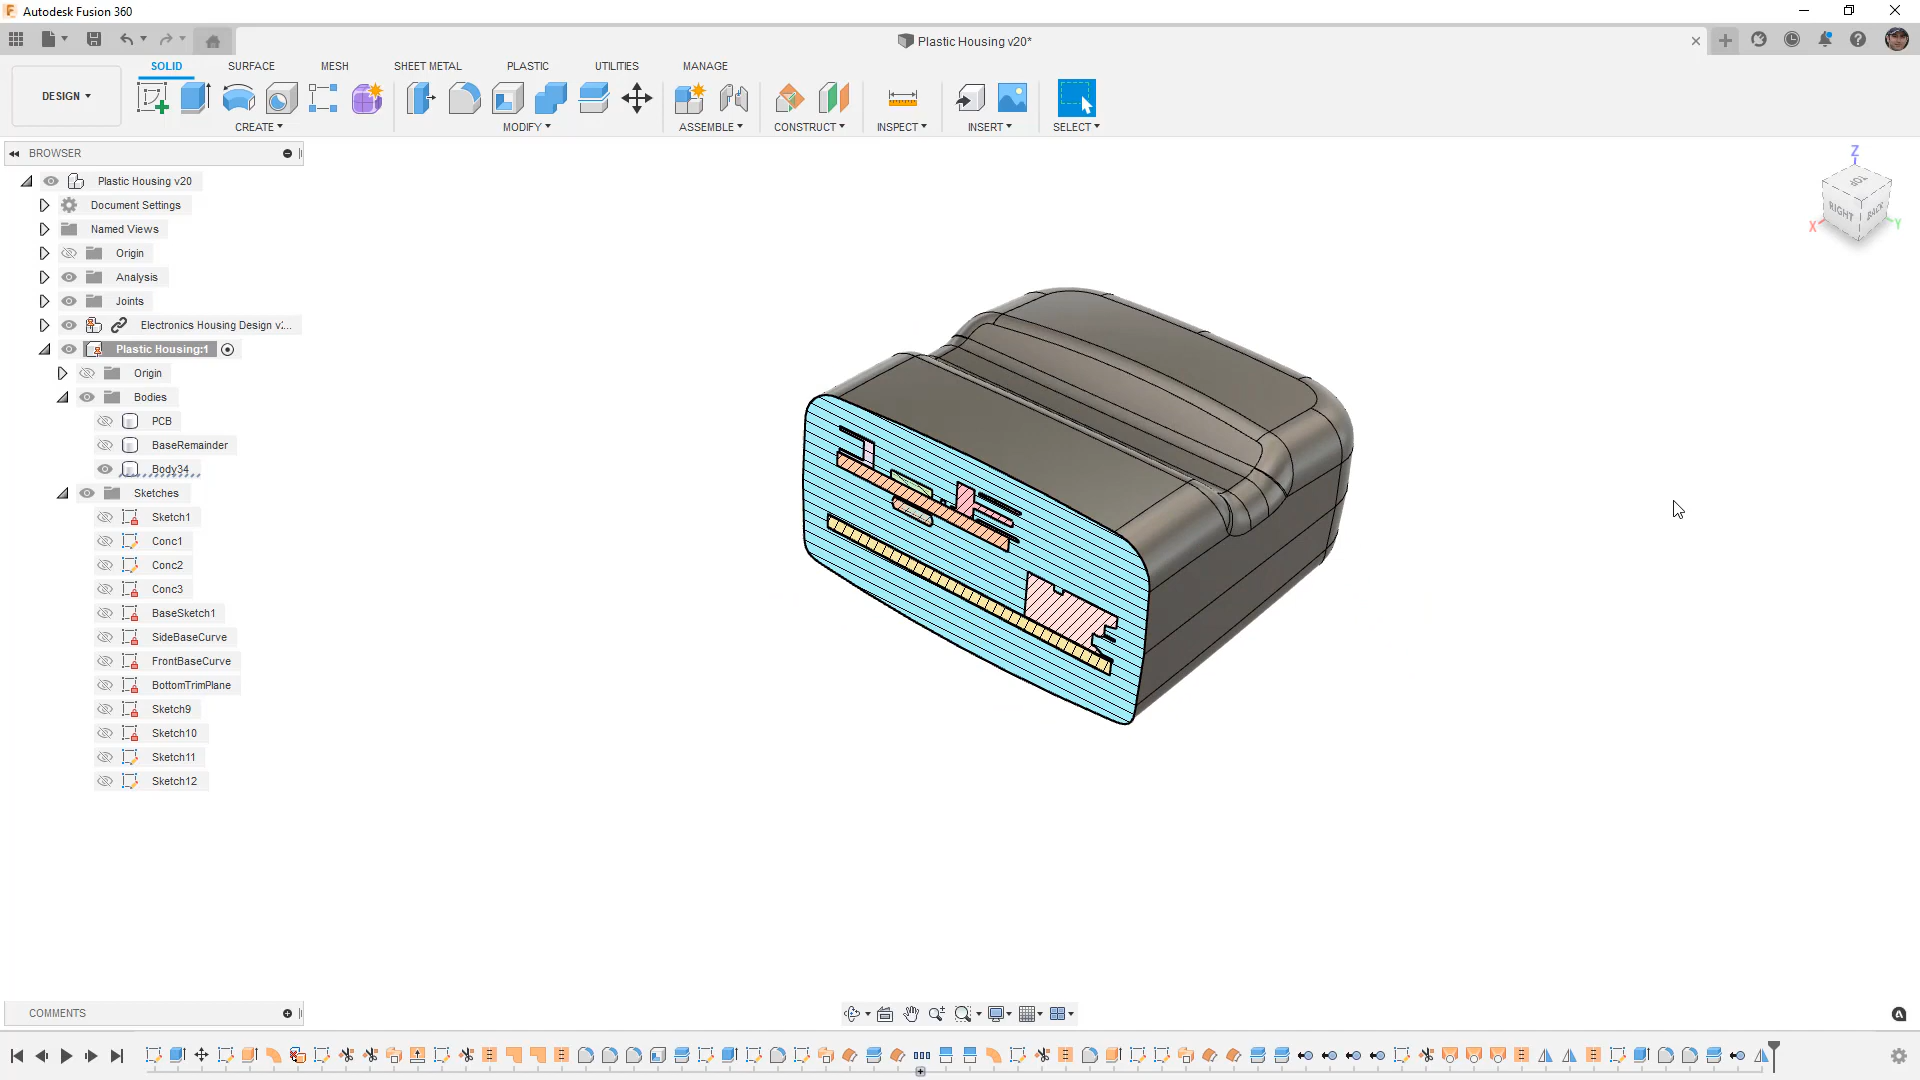 Autodesk Fusion 360
Plastic Housing v20*
DESIGN
SOLID
SURFACE
MESH
SHEET METAL
PLASTIC
UTILITIES
MANAGE
CREATE
MODIFY
ASSEMBLE
CONSTRUCT
INSPECT
INSERT
SELECT
BROWSER
Plastic Housing v20
Document Settings
Named Views
Origin
Analysis
Joints
Electronics Housing Design v...
Plastic Housing:1
Origin
Bodies
PCB
BaseRemainder
Body34
Sketches
Sketch1
Conc1
Conc2
Conc3
BaseSketch1
SideBaseCurve
FrontBaseCurve
BottomTrimPlane
Sketch9
Sketch10
Sketch11
Sketch12
Z
TOP
RIGHT
BACK
X
Y
COMMENTS